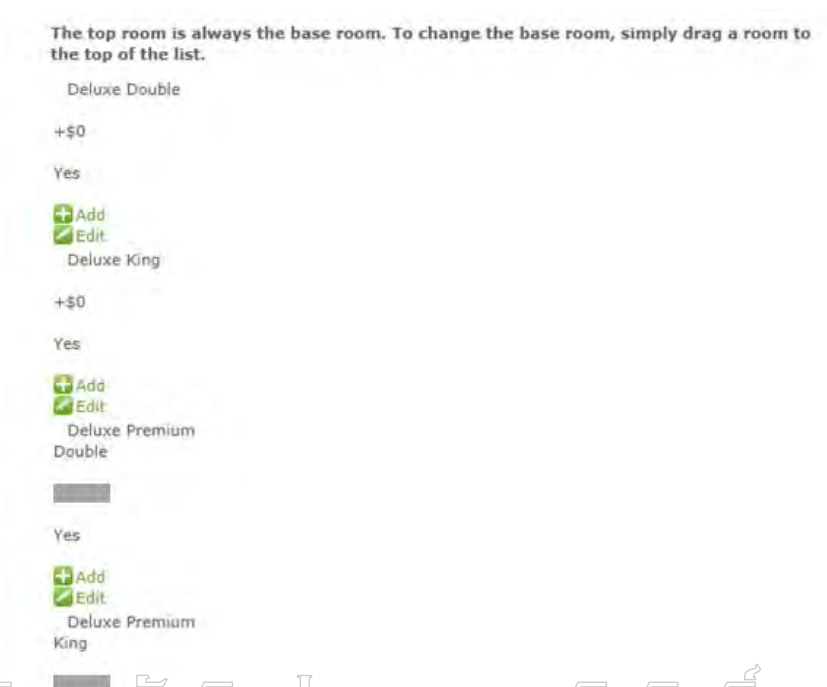 The top room is always the base room. To change the base room, simply drag a room to
the top of the list.
Deluxe Double
+$0
Yes
Add
Edit
Deluxe King
+$0
Yes
Add
Edit
Deluxe Premium
Double
Yes
Add
Edit
Deluxe Premium
King